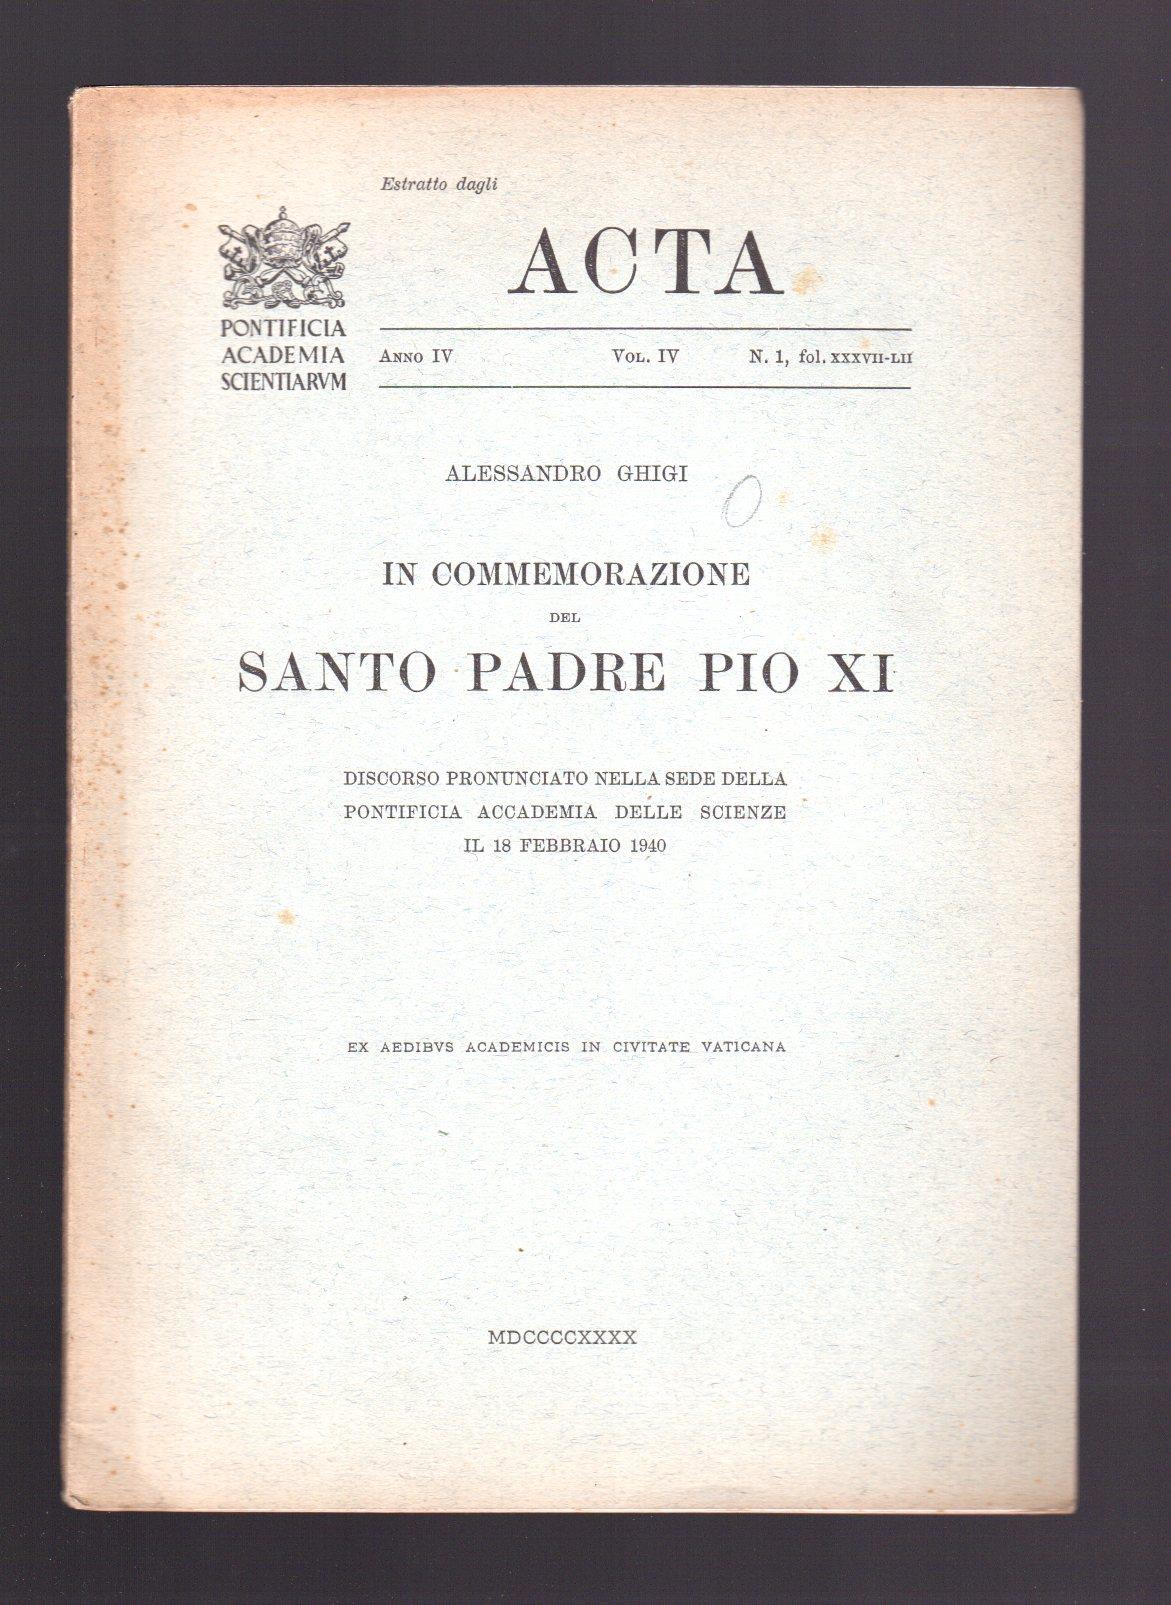 Estratto dagli
ACTA
PONTIFICIA
ACADEMIA
SCIENTIARVM
Anno IV Vol. IV N. 1, fol. XXXVII-LII
ALESSANDRO GHIGI
IN COMMEMORAZIONE
DEL
SANTO PADRE PIO XI
DISCORSO PRONUNCIATO NELLA SEDE DELLA
PONTIFICIA ACCADEMIA DELLE SCIENZE
IL 18 FEBBRAIO 1940
EX AEDIBVS ACADEMICIS IN CIVITATE VATICANA
MDCCCCXXXX